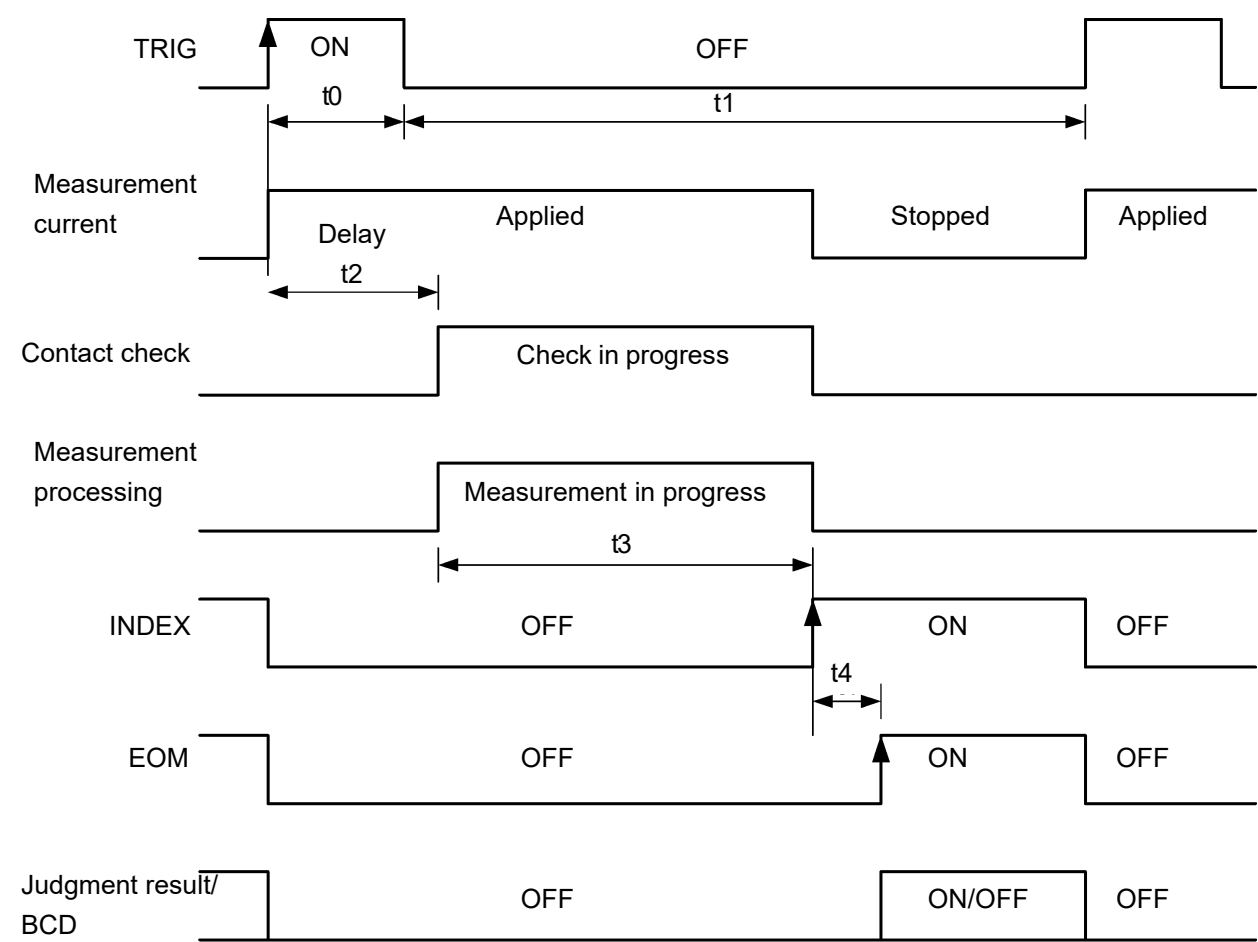 TRIG
ON
OFF
t0
t1
Measurement
current
Applied
Stopped
Applied
Delay
t2
Contact check
Check in progress
Measurement
processing
Measurement in progress
t3
INDEX
OFF
ON
OFF
t4
EOM
OFF
ON
OFF
Judgment result/
BCD
OFF
ON/OFF
OFF